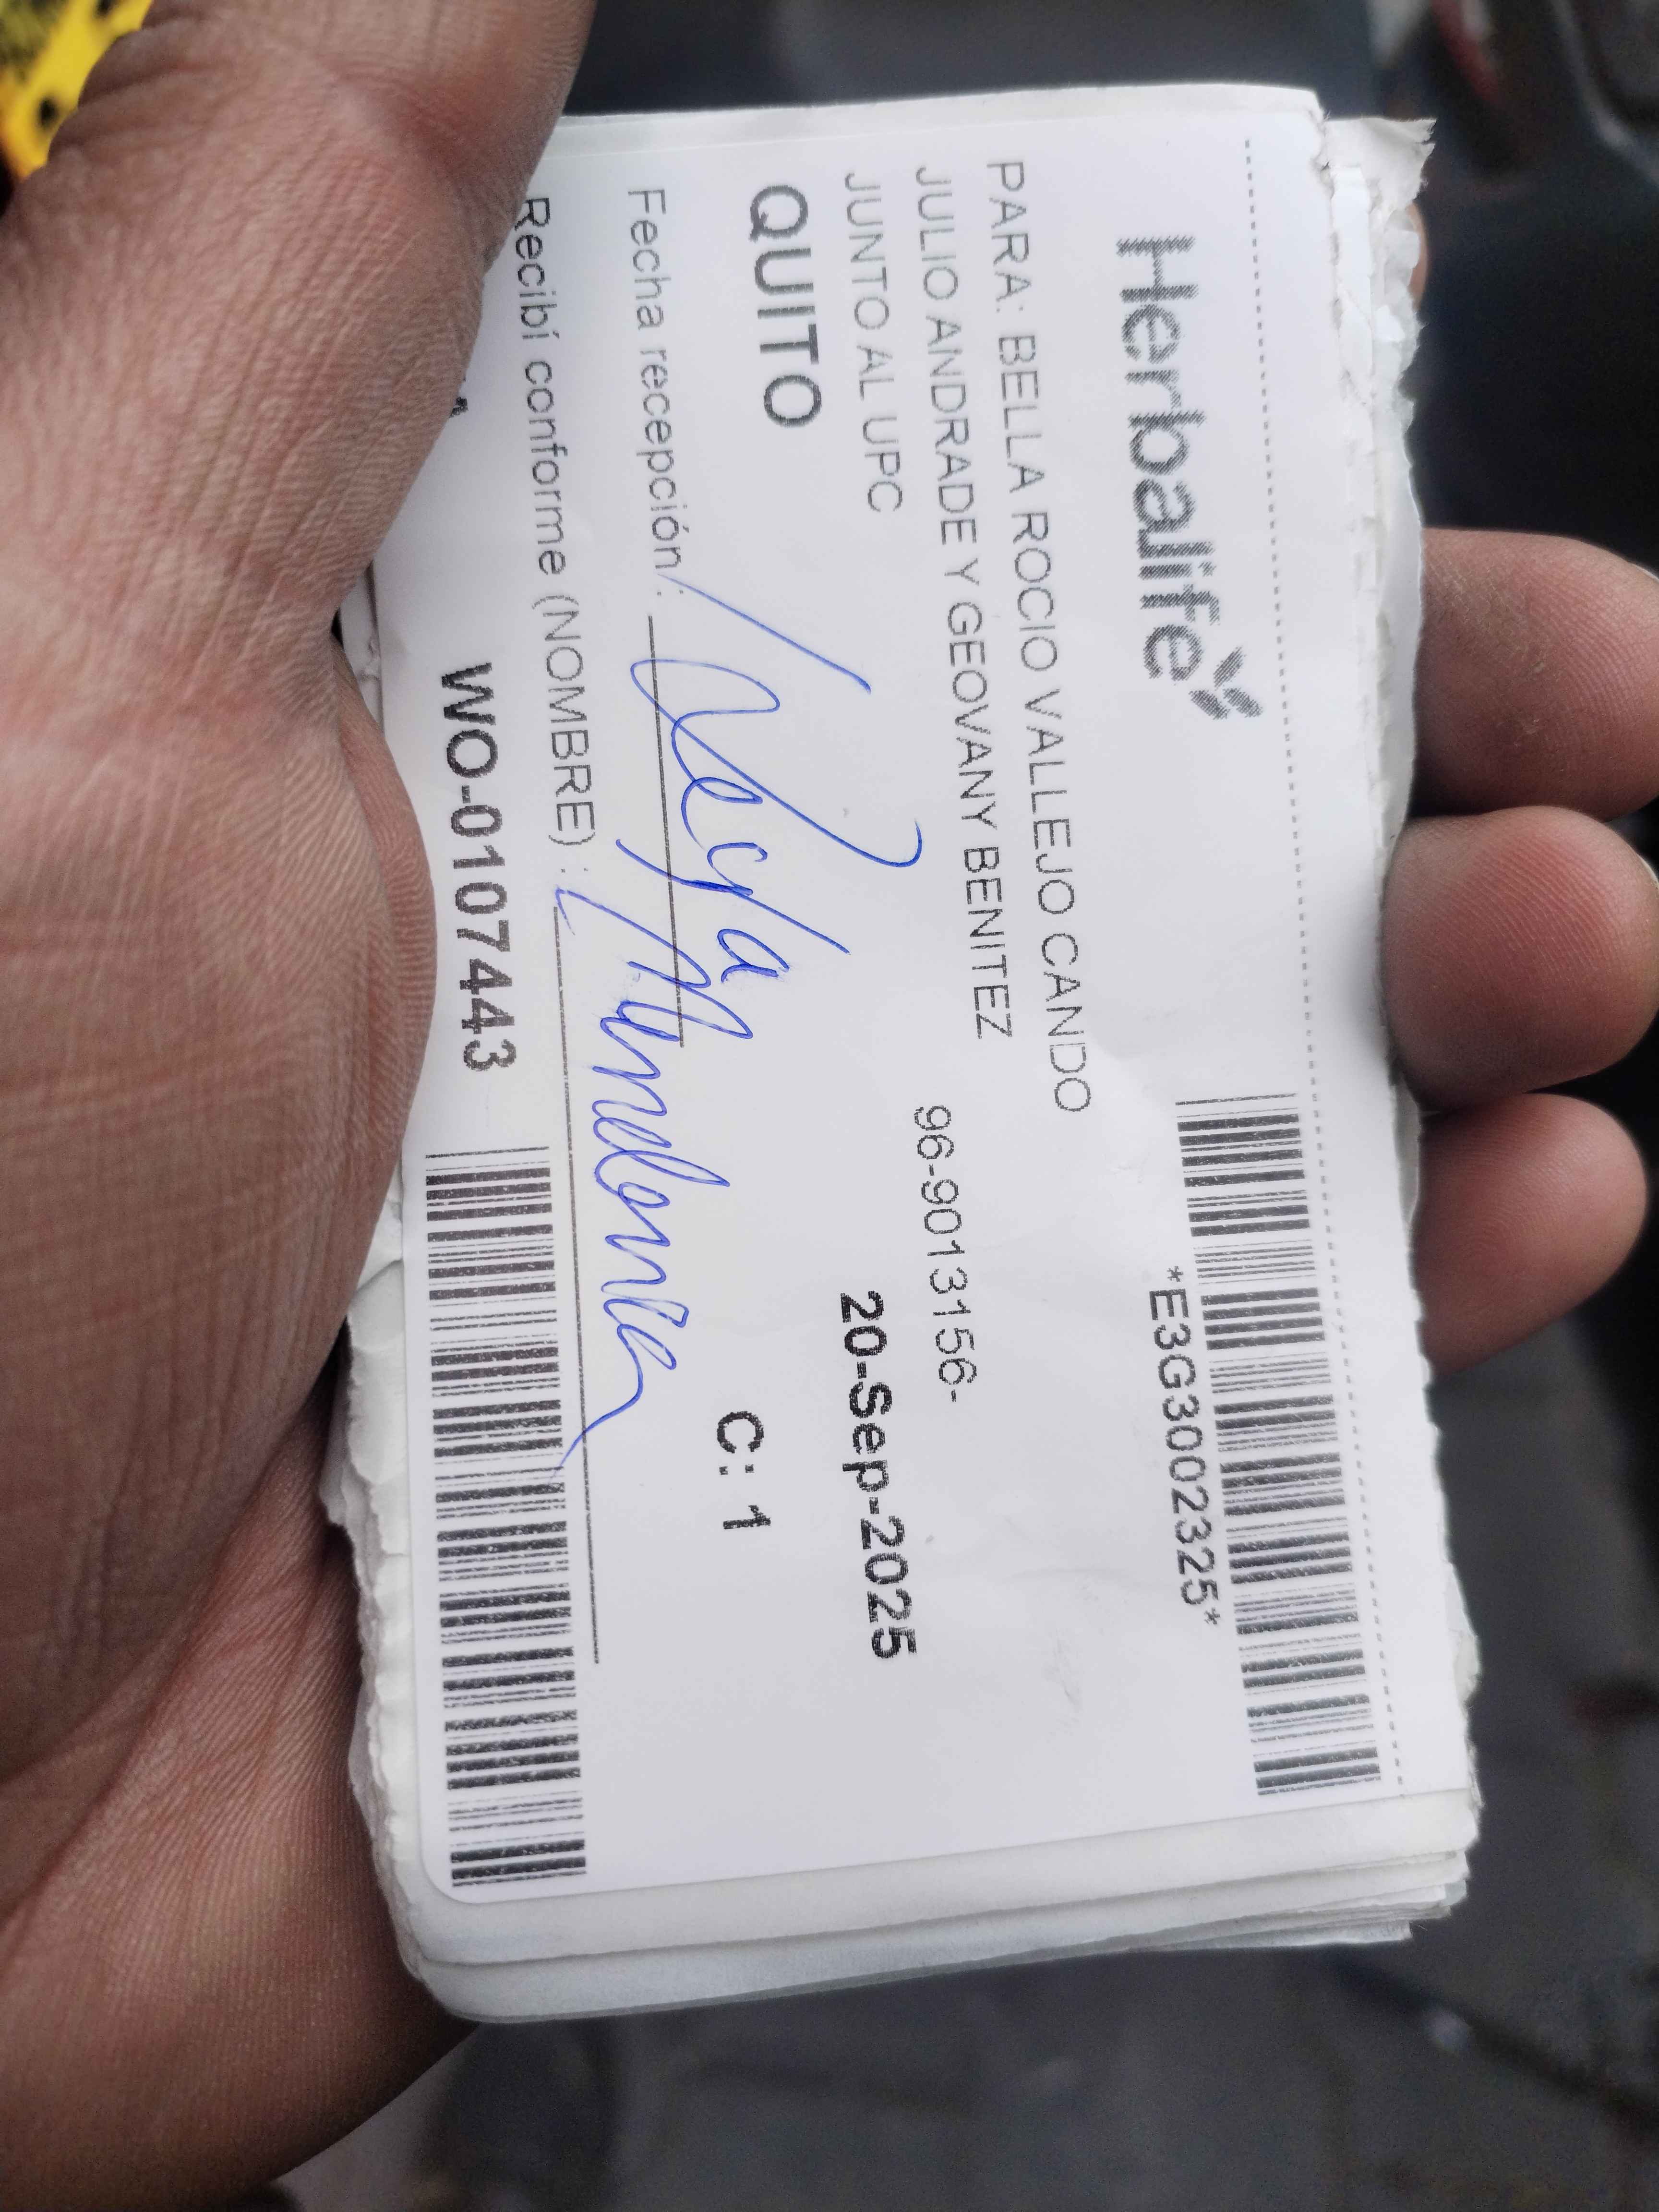 Herbalife
*E3G3002325*
PARA: BELLA ROCIO VALLEJO CANDO
JULIO ANDRADE Y GEOVANY BENITEZ
96-9013156-
JUNTO AL UPC
20-Sep-2025
QUITO
C: 1
Fecha recepción:
Recibí conforme (NOMBRE) :
WO-0107443